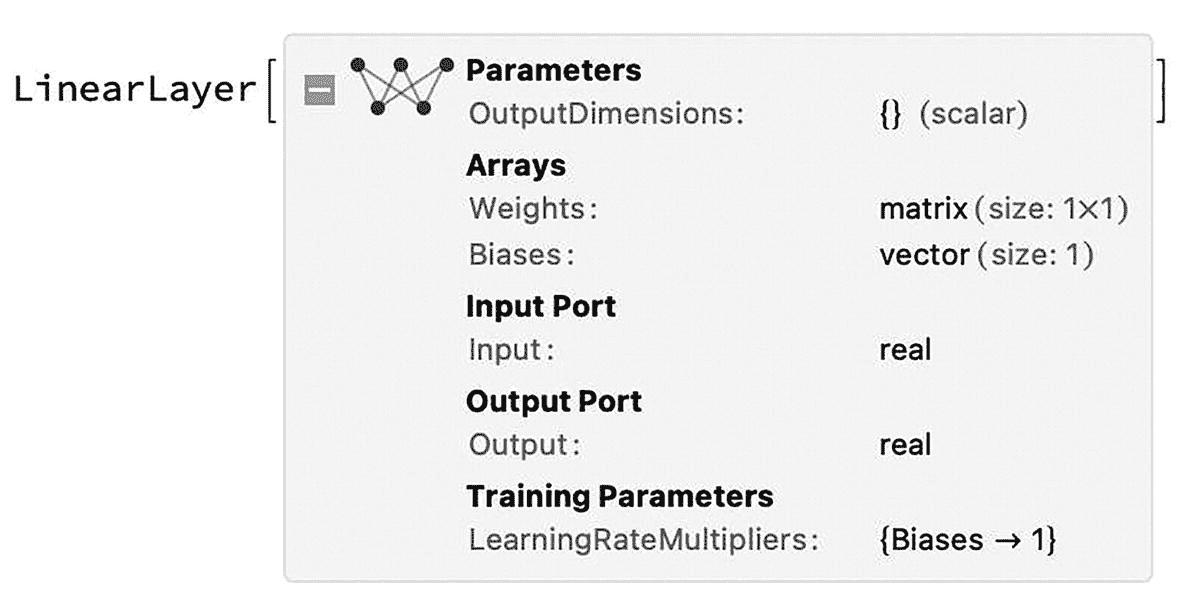 LinearLayer[
Parameters
OutputDimensions: {} (scalar) ]
Arrays
Weights: matrix (size: 1×1)
Biases: vector (size: 1)
Input Port
Input: real
Output Port
Output: real
Training Parameters
LearningRateMultipliers: {Biases → 1}